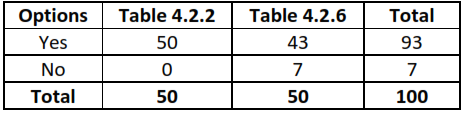 Options Table 4.2.2 Table 4.2.6 Total
Yes 50 43 93
No 0 7 7
Total 50 50 100